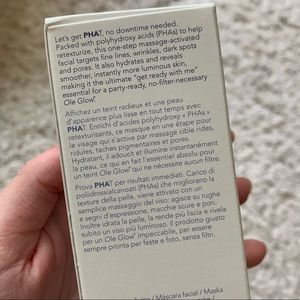 Let's get PHAT, no downtime needed.
Packed with polyhydroxy acids (PHAs) to help
retexturize, this one-step massage-activated
facial targets fine lines, wrinkles, dark spots
and pores. It also hydrates and reveals
smoother, instantly more luminous skin,
making it the ultimate "get ready with me"
essential for a party-ready, no-filter-necessary
Ole Glow.
Affichez un teint radieux et une peau
d'apparence plus lisse en tout temps avec
PHAT. Enrichi d'acides polyhydroxy « PHAs »
retexturisants, ce masque en une étape pour
le visage qui s'active par massage cible rides,
ridules, taches pigmentaires et pores.
Hydratant, il adoucit et illumine instantanément
la peau, ce qui en fait l'essentiel absolu pour
un teint Ole Glow qui ne nécessite aucun filtre.
Prova PHAT per risultati immediati. Carico di
poliidrossialcanoati (PHA) che migliorano la
texture della pelle, viene attivato con un
semplice massaggio del viso: agisce su rughe
e segni d'espressione, macchie scure e pori.
Inoltre idrata la pelle, la rende più liscia e rivela
subito un viso più luminoso. Il prodotto giusto
per un Ole Glow impeccabile, per essere
sempre pronta per feste e foto, senza filtri.
/ Máscara facial / Maska